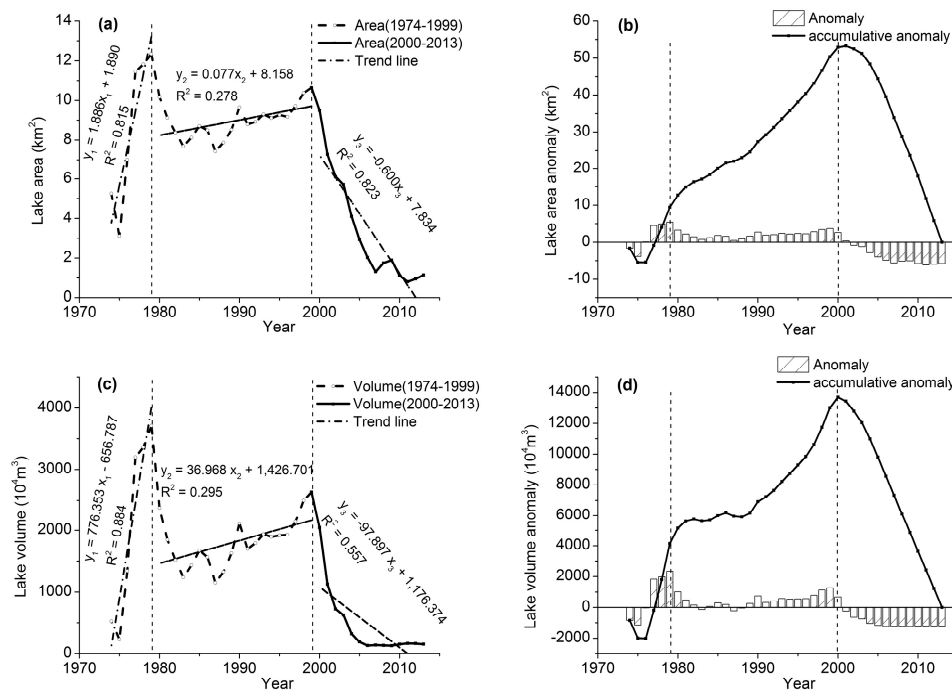 (a)
Area(1974-1999)
Area(2000-2013)
Trend line
y₁ = 1.886x₁ + 1.890
R² = 0.815
y₂ = 0.077x₂ + 8.158
R² = 0.278
y₃ = -0.600x₃ + 7.834
R² = 0.823
Lake area (km²)
14
12
10
8
6
4
2
0
1970 1980 1990 2000 2010
Year
(b)
Anomaly
accumulative anomaly
Lake area anomaly (km²)
60
50
40
30
20
10
0
-10
1970 1980 1990 2000 2010
Year
(c)
Volume(1974-1999)
Volume(2000-2013)
Trend line
y₁ = 776.353 x₁ - 656.787
R² = 0.884
y₂ = 36.968 x₂ + 1,426.701
R² = 0.295
y₃ = -97.897 x₃ + 1,176.374
R² = 0.557
Lake volume (10⁴m³)
4000
3000
2000
1000
0
1970 1980 1990 2000 2010
Year
(d)
Anomaly
accumulative anomaly
Lake volume anomaly (10⁴m³)
14000
12000
10000
8000
6000
4000
2000
0
-2000
1970 1980 1990 2000 2010
Year